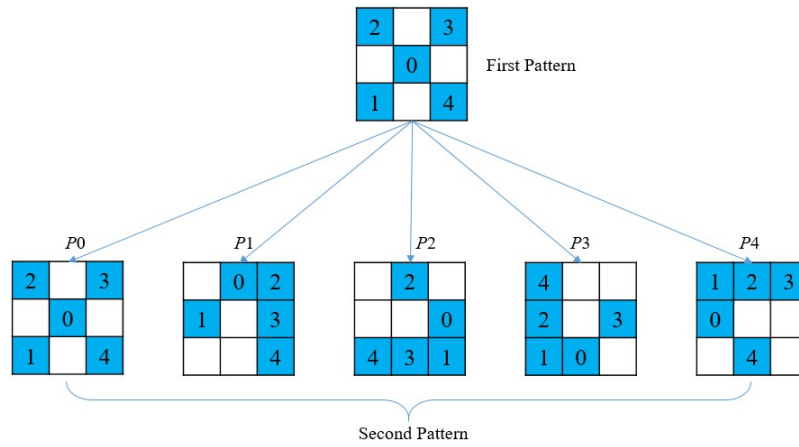 2 3
0
First Pattern
1 4
P0 P1 P2 P3 P4
2 3 0 2 2 4 1 2 3
0 1 3 0 2 3 0
1 4 4 4 3 1 1 0 4
Second Pattern